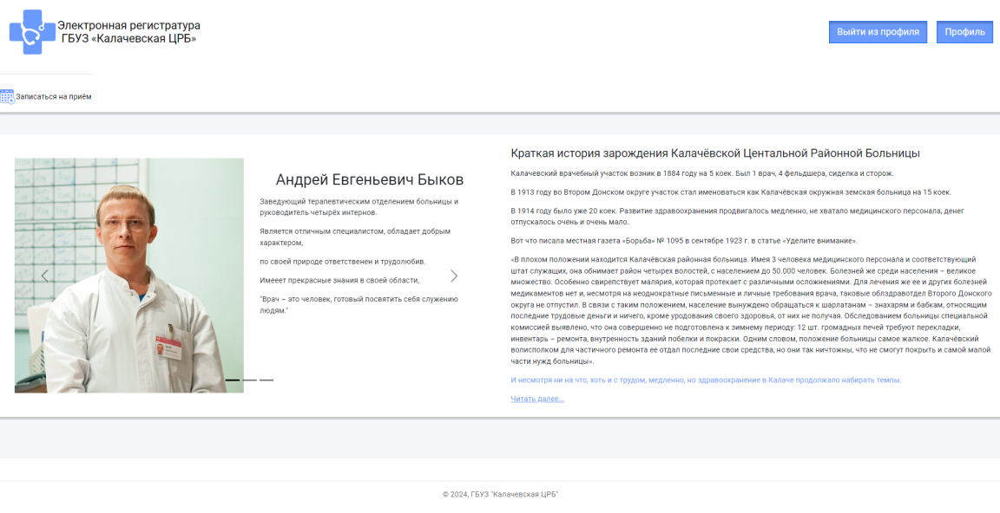 Электронная регистратура
ГБУЗ «Калачевская ЦРБ»
Выйти из профиля
Профиль
Записаться на приём
Андрей Евгеньевич Быков
Заведующий терапевтическим отделением больницы и
руководитель четырёх интернов.
Является отличным специалистом, обладает добрым
характером,
по своей природе ответственен и трудолюбив.
Имееет прекрасные знания в своей области,
"Врач – это человек, готовый посвятить себя служению
людям."
Краткая история зарождения Калачёвской Центальной Районной Больницы
Калачевский врачебный участок возник в 1884 году на 5 коек. Был 1 врач, 4 фельдшера, сиделка и сторож.
В 1913 году во Втором Донском округе участок стал именоваться как Калачёвская окружная земская больница на 15 коек.
В 1914 году было уже 20 коек. Развитие здравоохранения продвигалось медленно, не хватало медицинского персонала, денег
отпускалось очень и очень мало.
Вот что писала местная газета «Борьба» № 1095 в сентябре 1923 г. в статье «Уделите внимание».
«В плохом положении находится Калачёвская районная больница. Имея 3 человека медицинского персонала и соответствующий
штат служащих, она обнимает район четырех волостей, с населением до 50.000 человек. Болезней же среди населения – великое
множество. Особенно свирепствует малярия, которая протекает с различными осложнениями. Для лечения же ее и других болезней
медикаментов нет и, несмотря на неоднократные письменные и личные требования врача, таковые облздравотдел Второго Донского
округа не отпустил. В связи с таким положением, население вынуждено обращаться к шарлатанам – знахарям и бабкам, относящим
последние трудовые деньги и ничего, кроме уродования своего здоровья, от них не получая. Обследованием больницы специальной
комиссией выявлено, что она совершенно не подготовлена к зимнему периоду: 12 шт. громадных печей требуют перекладки,
инвентарь – ремонта, внутренность зданий побелки и покраски. Одним словом, положение больницы самое жалкое. Калачёвский
волисполком для частичного ремонта ее отдал последние свои средства, но они так ничтожны, что не смогут покрыть и самой малой
части нужд больницы».
И несмотря ни на что, хоть и с трудом, медленно, но здравоохранение в Калаче продолжало набирать темпы.
Читать далее...
© 2024, ГБУЗ "Калачевская ЦРБ"